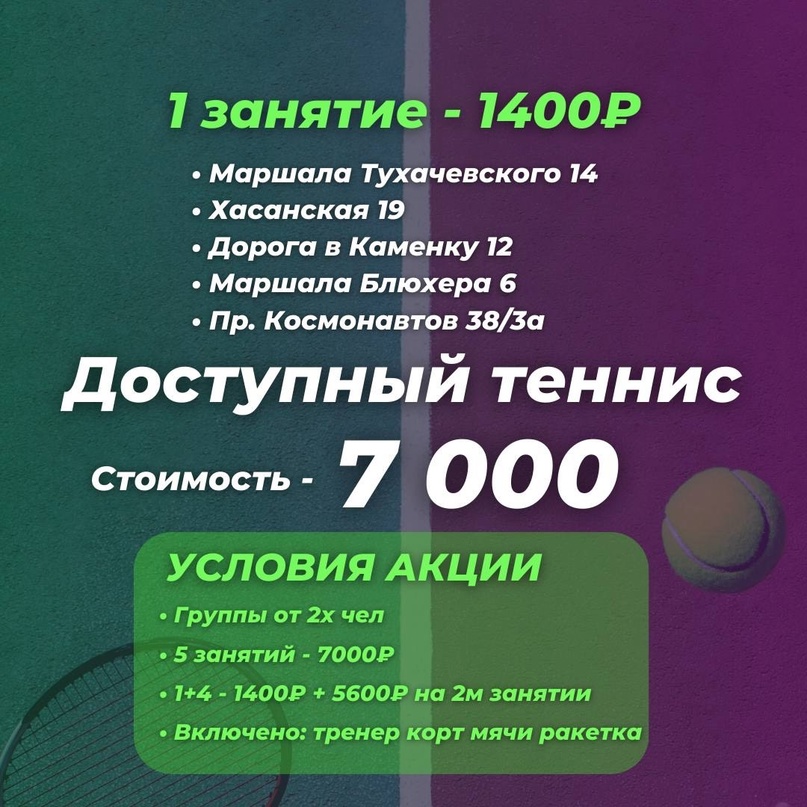 1 занятие - 1400₽
• Маршала Тухачевского 14
• Хасанская 19
• Дорога в Каменку 12
• Маршала Блюхера 6
• Пр. Космонавтов 38/3а
Доступный теннис
Стоимость - 7 000
УСЛОВИЯ АКЦИИ
• Группы от 2х чел
• 5 занятий - 7000₽
• 1+4 - 1400₽ + 5600₽ на 2м занятии
• Включено: тренер корт мячи ракетка